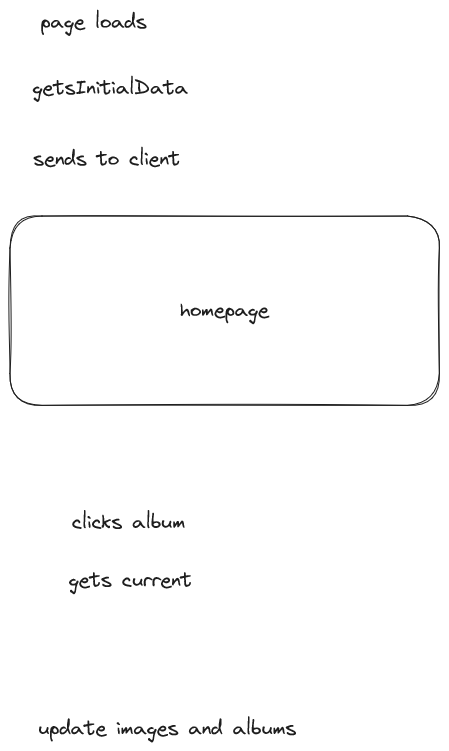 page loads
getsInitialData
sends to client
homepage
clicks album
gets current
update images and albums